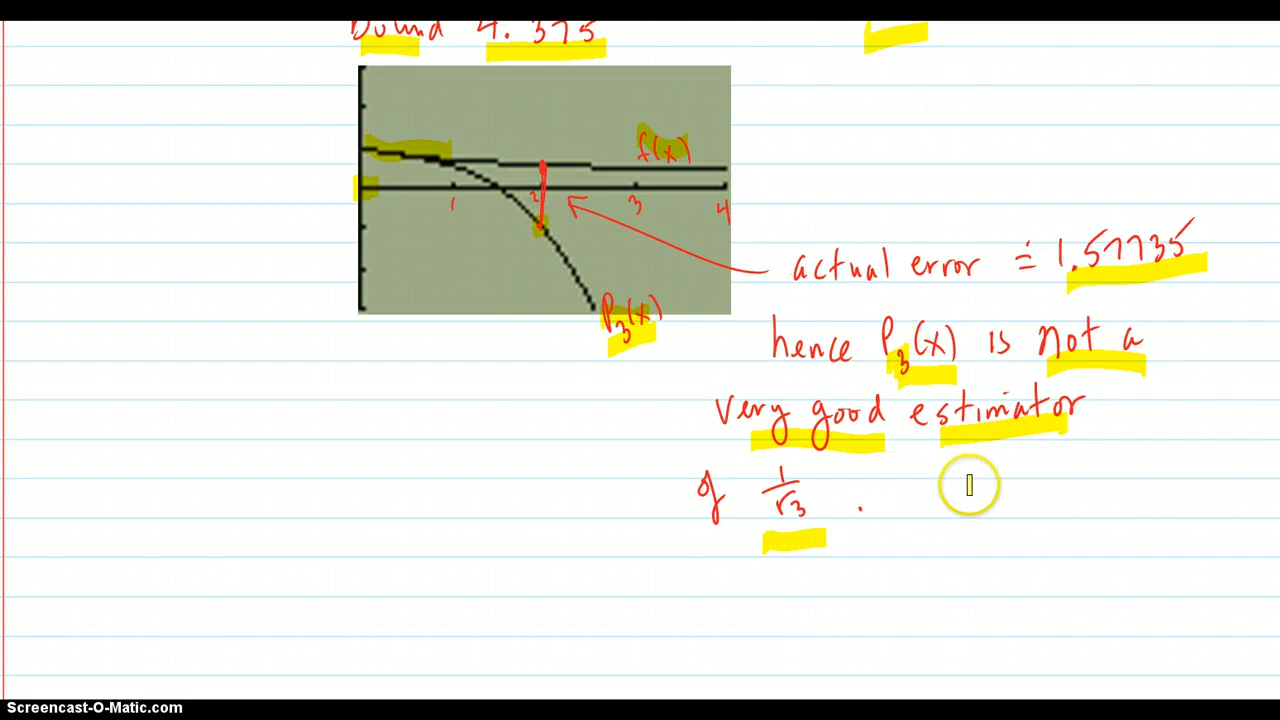 Bound 4.375
f(x)
1 2 3 4
actual error ≐ 1.57735
P₃(x)
hence P₃(x) is not a
very good estimator
of 1/√3 .
Screencast-O-Matic.com